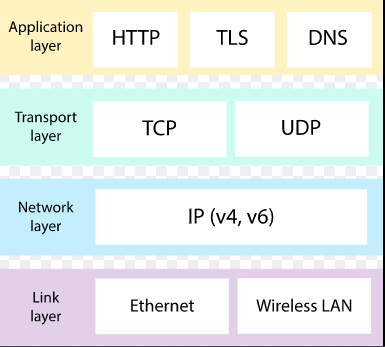 Application
layer
HTTP
TLS
DNS
Transport
layer
TCP
UDP
Network
layer
IP (v4, v6)
Link
layer
Ethernet
Wireless LAN